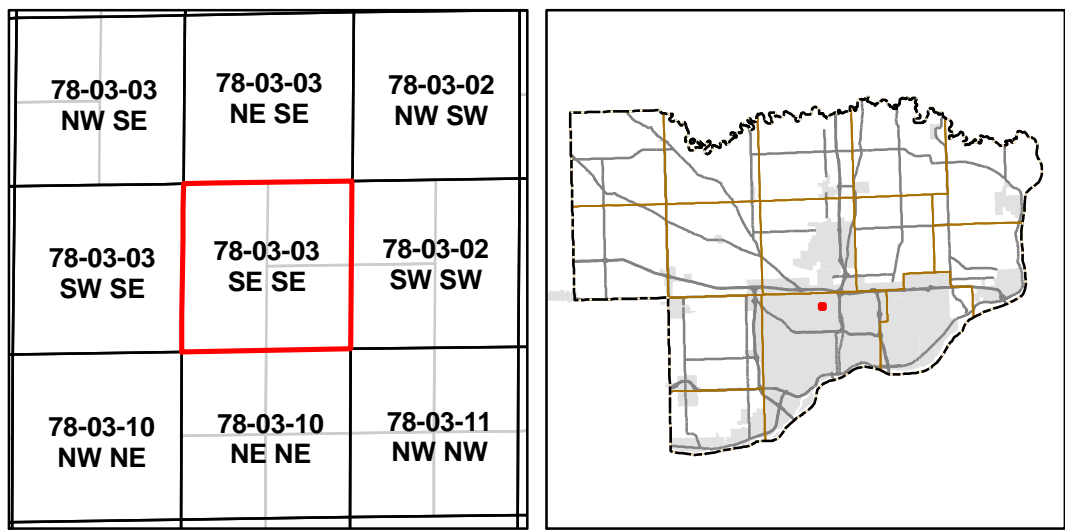 78-03-03
NW SE
78-03-03
NE SE
78-03-02
NW SW
78-03-03
SW SE
78-03-03
SE SE
78-03-02
SW SW
78-03-10
NW NE
78-03-10
NE NE
78-03-11
NW NW